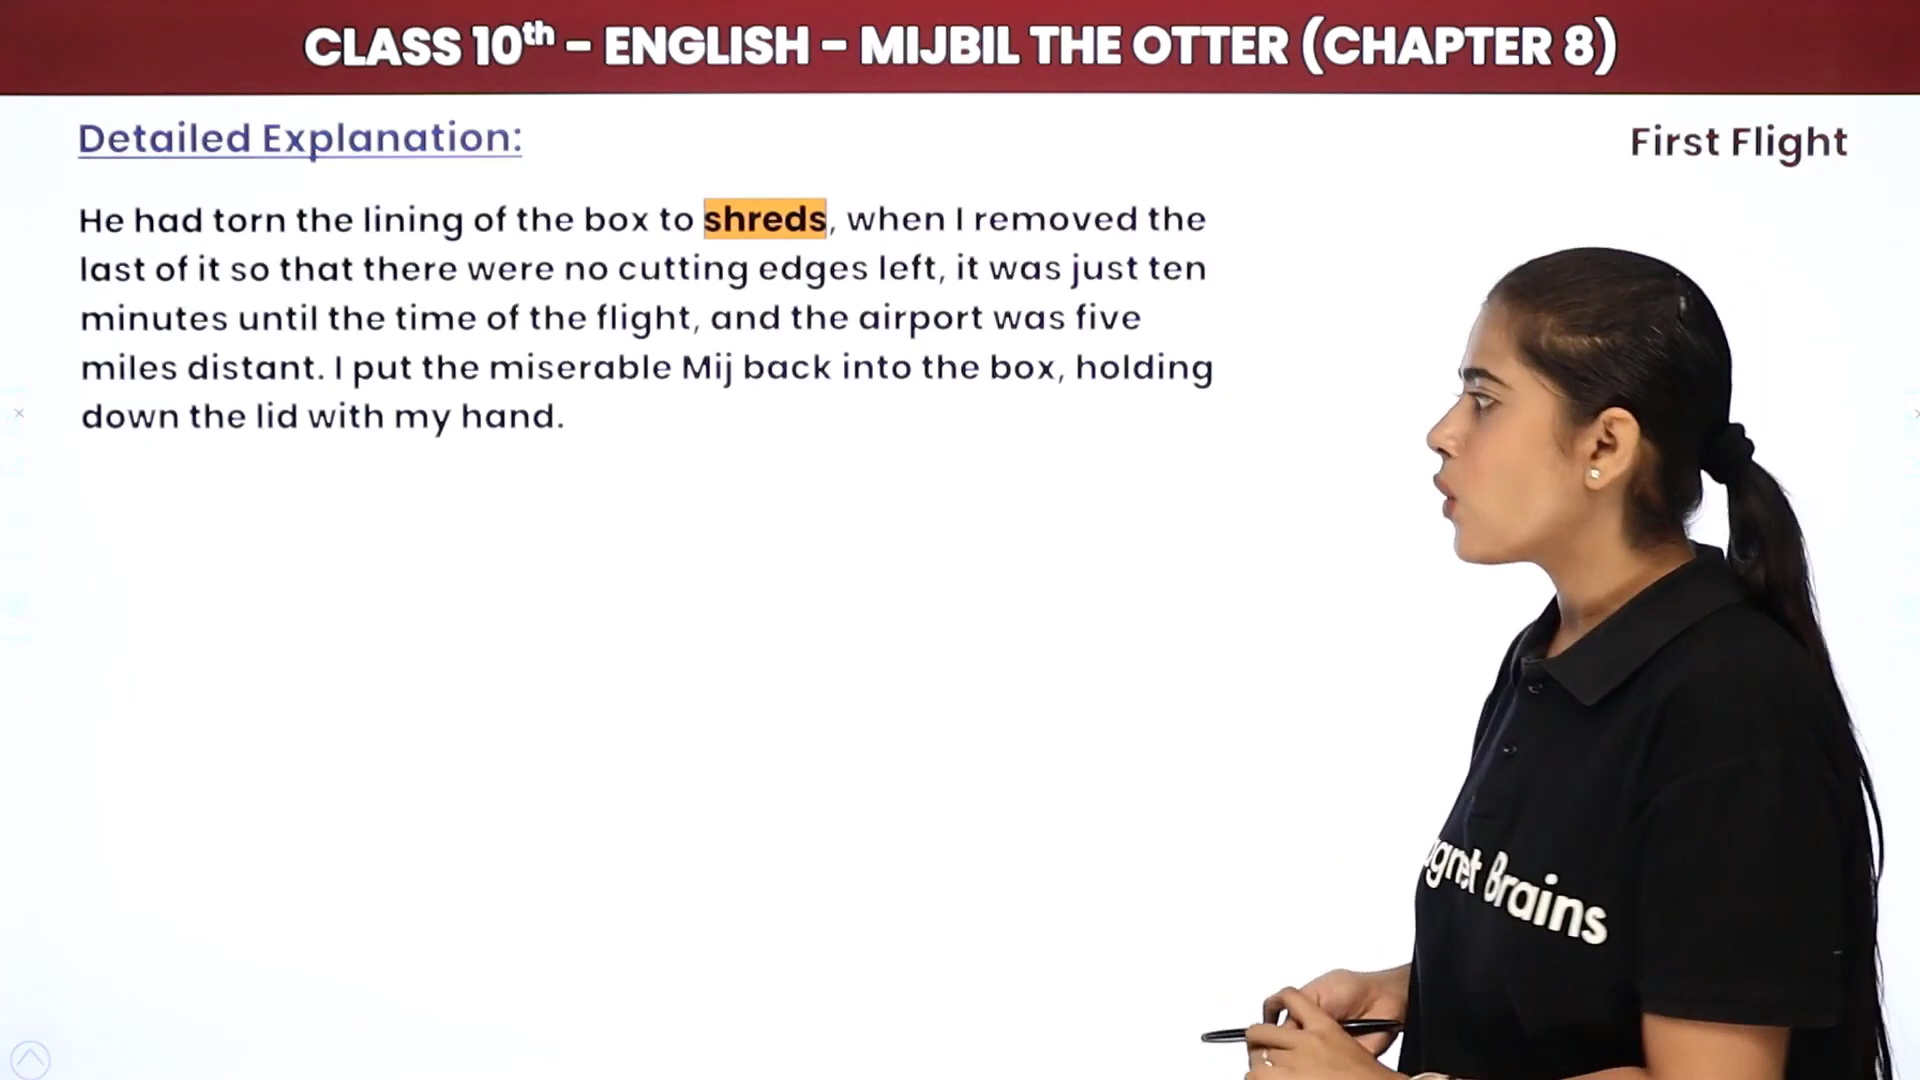 CLASS 10th – ENGLISH – MIJBIL THE OTTER (CHAPTER 8)
Detailed Explanation:
First Flight
He had torn the lining of the box to shreds, when I removed the
last of it so that there were no cutting edges left, it was just ten
minutes until the time of the flight, and the airport was five
miles distant. I put the miserable Mij back into the box, holding
down the lid with my hand.
gnet Brains